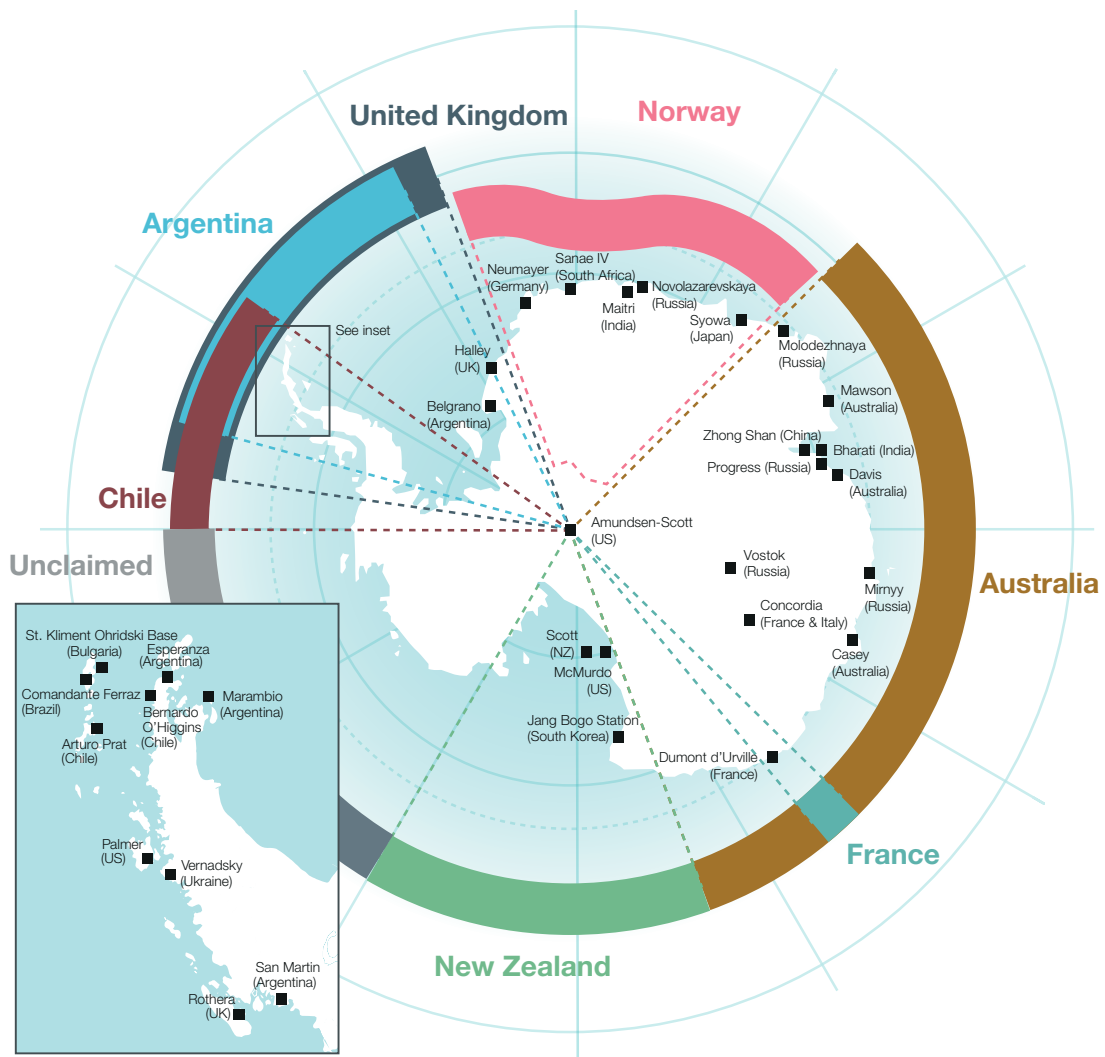 United Kingdom
Norway
Argentina
Chile
Unclaimed
Australia
France
New Zealand
See inset
Neumayer
(Germany)
Sanae IV
(South Africa)
Maitri
(India)
Novolazarevskaya
(Russia)
Syowa
(Japan)
Molodezhnaya
(Russia)
Halley
(UK)
Belgrano
(Argentina)
Mawson
(Australia)
Zhong Shan (China)
Bharati (India)
Progress (Russia)
Davis
(Australia)
Amundsen-Scott
(US)
Vostok
(Russia)
Mirnyy
(Russia)
Concordia
(France & Italy)
Casey
(Australia)
Scott
(NZ)
McMurdo
(US)
Jang Bogo Station
(South Korea)
Dumont d’Urville
(France)
St. Kliment Ohridski Base
(Bulgaria)
Esperanza
(Argentina)
Comandante Ferraz
(Brazil)
Bernardo
O’Higgins
(Chile)
Marambio
(Argentina)
Arturo Prat
(Chile)
Palmer
(US)
Vernadsky
(Ukraine)
San Martin
(Argentina)
Rothera
(UK)